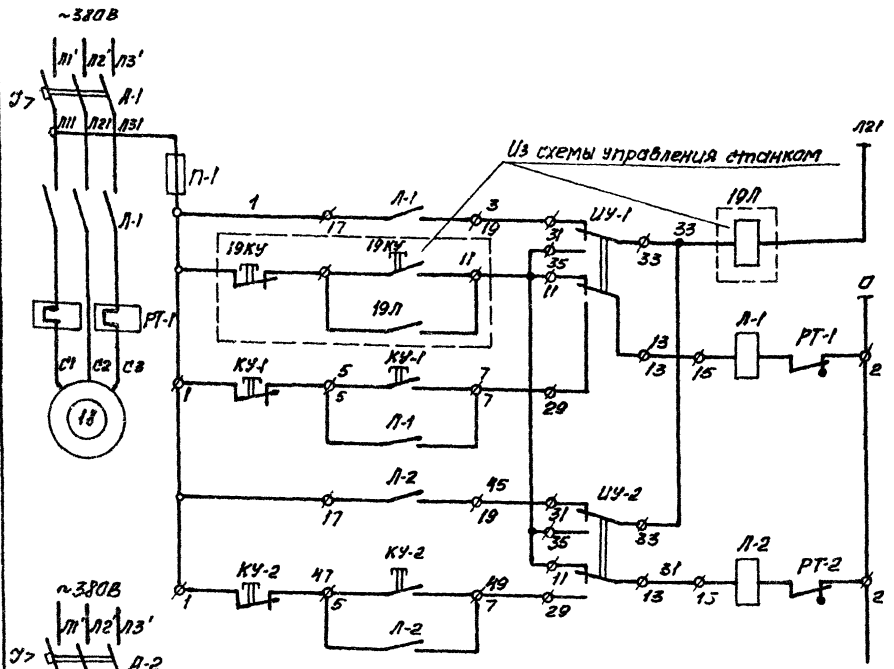 ~380В
Л1' Л2' Л3'
У>
А-1
Л11 Л21 Л31
П-1
Из схемы управления станком
Л21
19Л
1
17
Л-1
3
19
31
ИУ-1
33
33
35
19КУ
19КУ
11
11
19Л
Л-1
РТ-1
С1 С2 С3
18
0
13
13
15
Л-1
РТ-1
2
1
КУ-1
5
5
КУ-1
7
7
29
Л-1
17
Л-2
45
19
31
ИУ-2
33
35
11
1
КУ-2
47
5
КУ-2
49
7
29
13
31
15
Л-2
РТ-2
2
Л-2
~380В
Л1' Л2' Л3'
У>
А-2